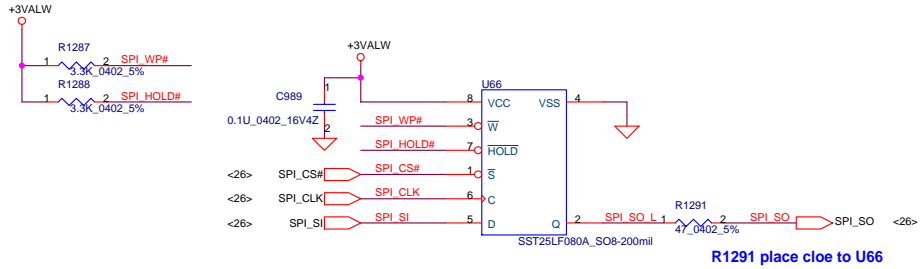 +3VALW
R1287
1 2 SPI_WP#
3.3K_0402_5%
R1288
1 2 SPI_HOLD#
3.3K_0402_5%
+3VALW
C989
1
0.1U_0402_16V4Z
2
U66
8 VCC VSS 4
SPI_WP# 3 W
SPI_HOLD# 7 HOLD
<26> SPI_CS# SPI_CS# 1 S
<26> SPI_CLK SPI_CLK 6 C
<26> SPI_SI SPI_SI 5 D Q 2 SPI_SO_L 1 R1291 2 SPI_SO SPI_SO <26>
47_0402_5%
SST25LF080A_SO8-200mil
R1291 place cloe to U66